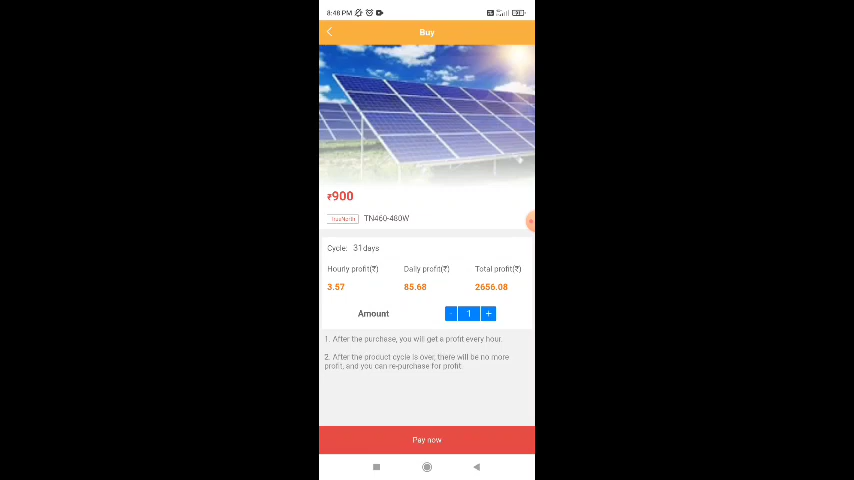 8:48 PM
Buy
₹900
TrueNorth TN460-480W
Cycle: 31days
Hourly profit(₹) Daily profit(₹) Total profit(₹)
3.57 85.68 2656.08
Amount - 1 +
1. After the purchase, you will get a profit every hour.
2. After the product cycle is over, there will be no more
profit, and you can re-purchase for profit.
Pay now